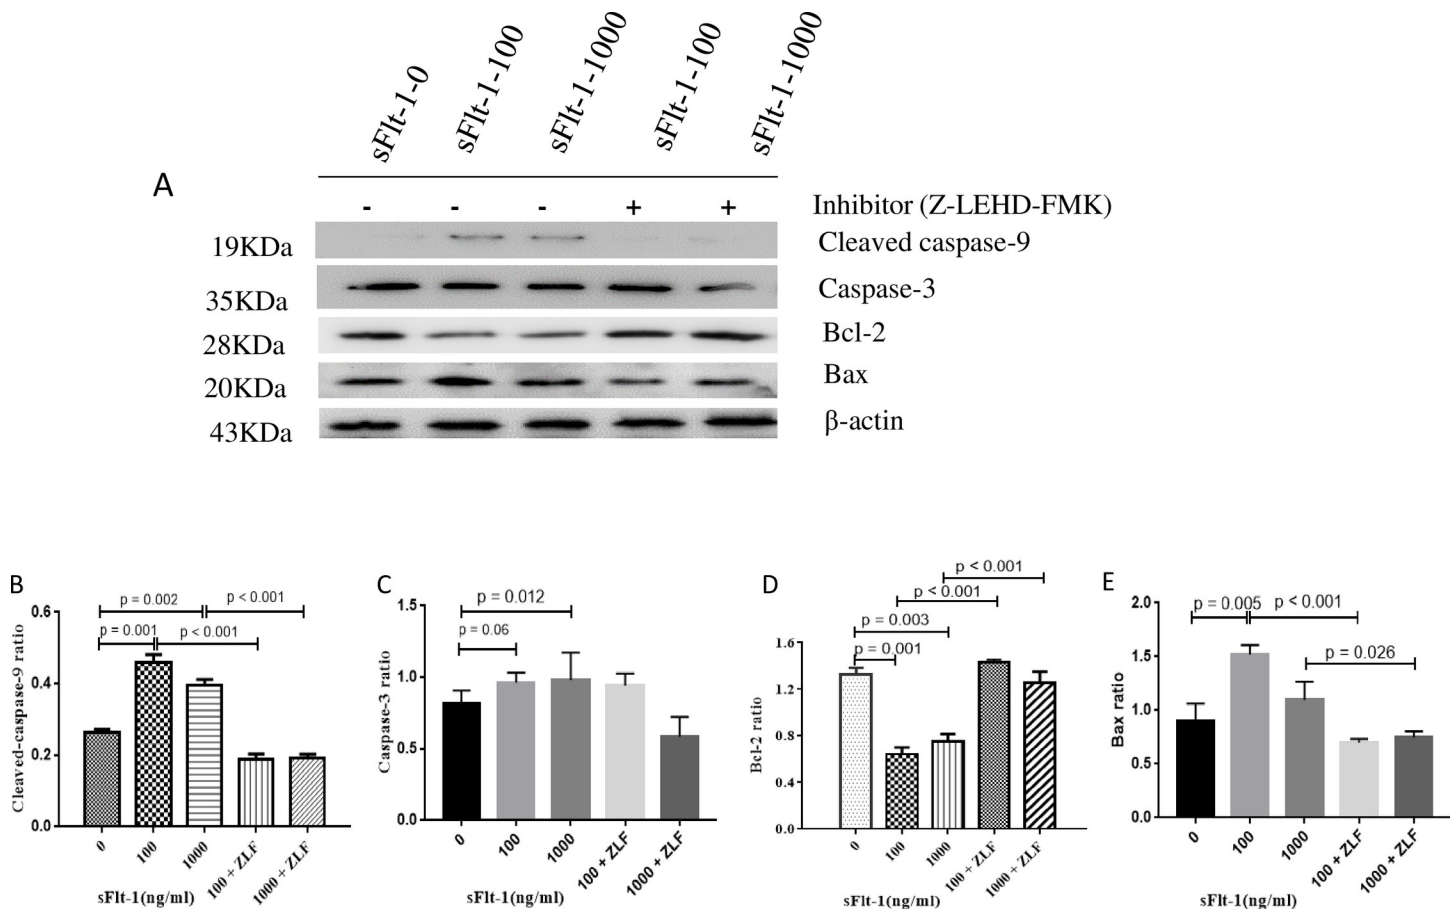 sFlt-1-0
sFlt-1-100
sFlt-1-1000
sFlt-1-100
sFlt-1-1000
A
- - - + + Inhibitor (Z-LEHD-FMK)
19KDa Cleaved caspase-9
35KDa Caspase-3
28KDa Bcl-2
20KDa Bax
43KDa β-actin
B
p = 0.002 p < 0.001
p = 0.001 p < 0.001
Cleaved-caspase-9 ratio
0.6
0.4
0.2
0.0
0 100 1000 100 + ZLF 1000 + ZLF
sFlt-1(ng/ml)
C
p = 0.012
p = 0.06
Caspase-3 ratio
1.5
1.0
0.5
0.0
0 100 1000 100 + ZLF 1000 + ZLF
sFlt-1(ng/ml)
D
p < 0.001
p < 0.001
p = 0.003
p = 0.001
Bcl-2 ratio
1.6
1.2
0.8
0.4
0.0
0 100 1000 100 + ZLF 1000 + ZLF
sFlt-1(ng/ml)
E
p = 0.005 p < 0.001
p = 0.026
Bax ratio
2.0
1.5
1.0
0.5
0.0
0 100 1000 100 + ZLF 1000 + ZLF
sFlt-1(ng/ml)